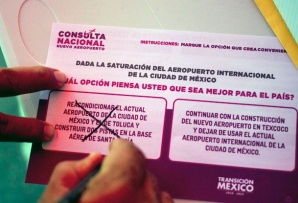 CONSULTA
NACIONAL
NUEVO AEROPUERTO
INSTRUCCIONES: MARQUE LA OPCIÓN QUE CREA CONVENIE
DADA LA SATURACIÓN DEL AEROPUERTO INTERNACIONAL
DE LA CIUDAD DE MÉXICO
¿CUÁL OPCIÓN PIENSA USTED QUE SEA MEJOR PARA EL PAÍS?
REACONDICIONAR EL ACTUAL
AEROPUERTO DE LA CIUDAD DE
MÉXICO Y EL DE TOLUCA Y
CONSTRUIR DOS PISTAS EN LA BASE
AÉREA DE SANTA
CONTINUAR CON LA CONSTRUCCIÓN
DEL NUEVO AEROPUERTO EN TEXCOCO
Y DEJAR DE USAR EL ACTUAL
AEROPUERTO INTERNACIONAL DE LA
CIUDAD DE MÉXICO.
TRANSICIÓN
MÉXICO